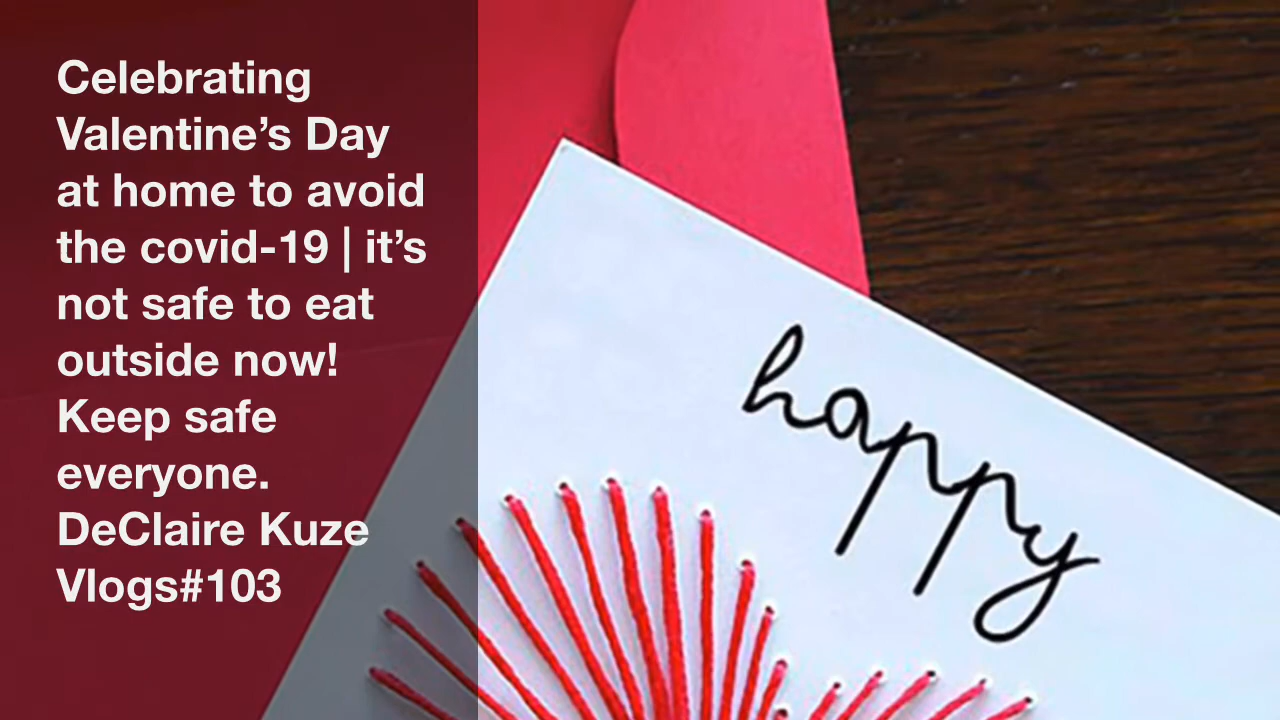 Celebrating
Valentine’s Day
at home to avoid
the covid-19 | it’s
not safe to eat
outside now!
Keep safe
everyone.
DeClaire Kuze
Vlogs#103
happy